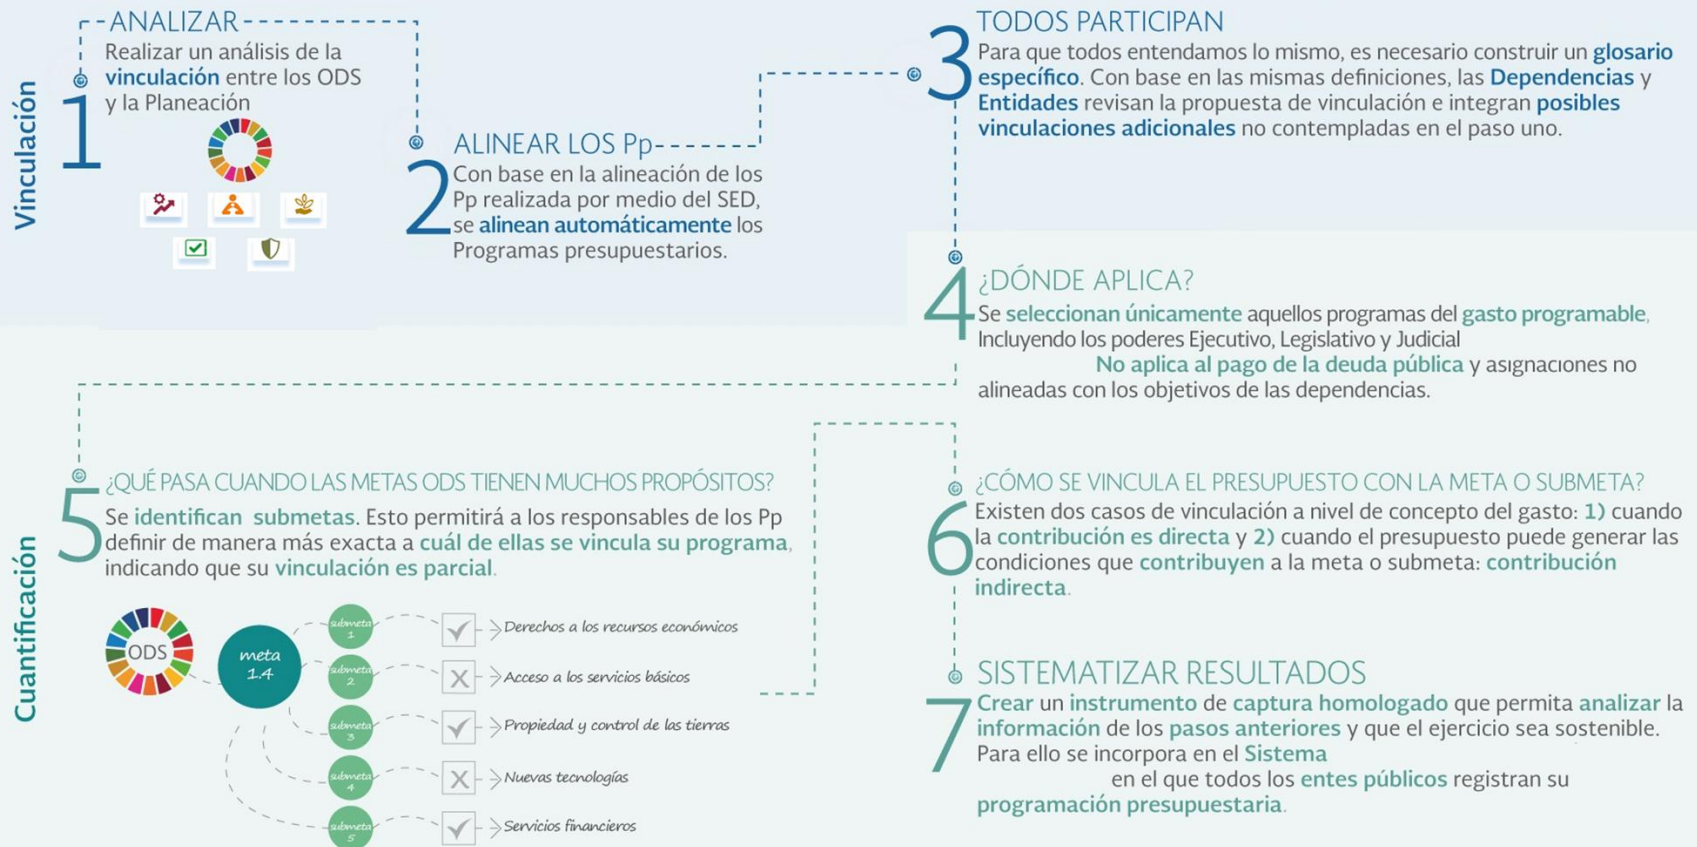 Vinculación
1
ANALIZAR
Realizar un análisis de la
vinculación entre los ODS
y la Planeación
2
ALINEAR LOS Pp
Con base en la alineación de los
Pp realizada por medio del SED,
se alinean automáticamente los
Programas presupuestarios.
3
TODOS PARTICIPAN
Para que todos entendamos lo mismo, es necesario construir un glosario
específico. Con base en las mismas definiciones, las Dependencias y
Entidades revisan la propuesta de vinculación e integran posibles
vinculaciones adicionales no contempladas en el paso uno.
Cuantificación
4
¿DÓNDE APLICA?
Se seleccionan únicamente aquellos programas del gasto programable,
Incluyendo los poderes Ejecutivo, Legislativo y Judicial
No aplica al pago de la deuda pública y asignaciones no
alineadas con los objetivos de las dependencias.
5
¿QUÉ PASA CUANDO LAS METAS ODS TIENEN MUCHOS PROPÓSITOS?
Se identifican submetas. Esto permitirá a los responsables de los Pp
definir de manera más exacta a cuál de ellas se vincula su programa,
indicando que su vinculación es parcial.
ODS
meta
1.4
submeta
1
Derechos a los recursos económicos
submeta
2
Acceso a los servicios básicos
submeta
3
Propiedad y control de las tierras
submeta
4
Nuevas tecnologías
submeta
5
Servicios financieros
6
¿CÓMO SE VINCULA EL PRESUPUESTO CON LA META O SUBMETA?
Existen dos casos de vinculación a nivel de concepto del gasto: 1) cuando
la contribución es directa y 2) cuando el presupuesto puede generar las
condiciones que contribuyen a la meta o submeta: contribución
indirecta.
7
SISTEMATIZAR RESULTADOS
Crear un instrumento de captura homologado que permita analizar la
información de los pasos anteriores y que el ejercicio sea sostenible.
Para ello se incorpora en el Sistema
en el que todos los entes públicos registran su
programación presupuestaria.